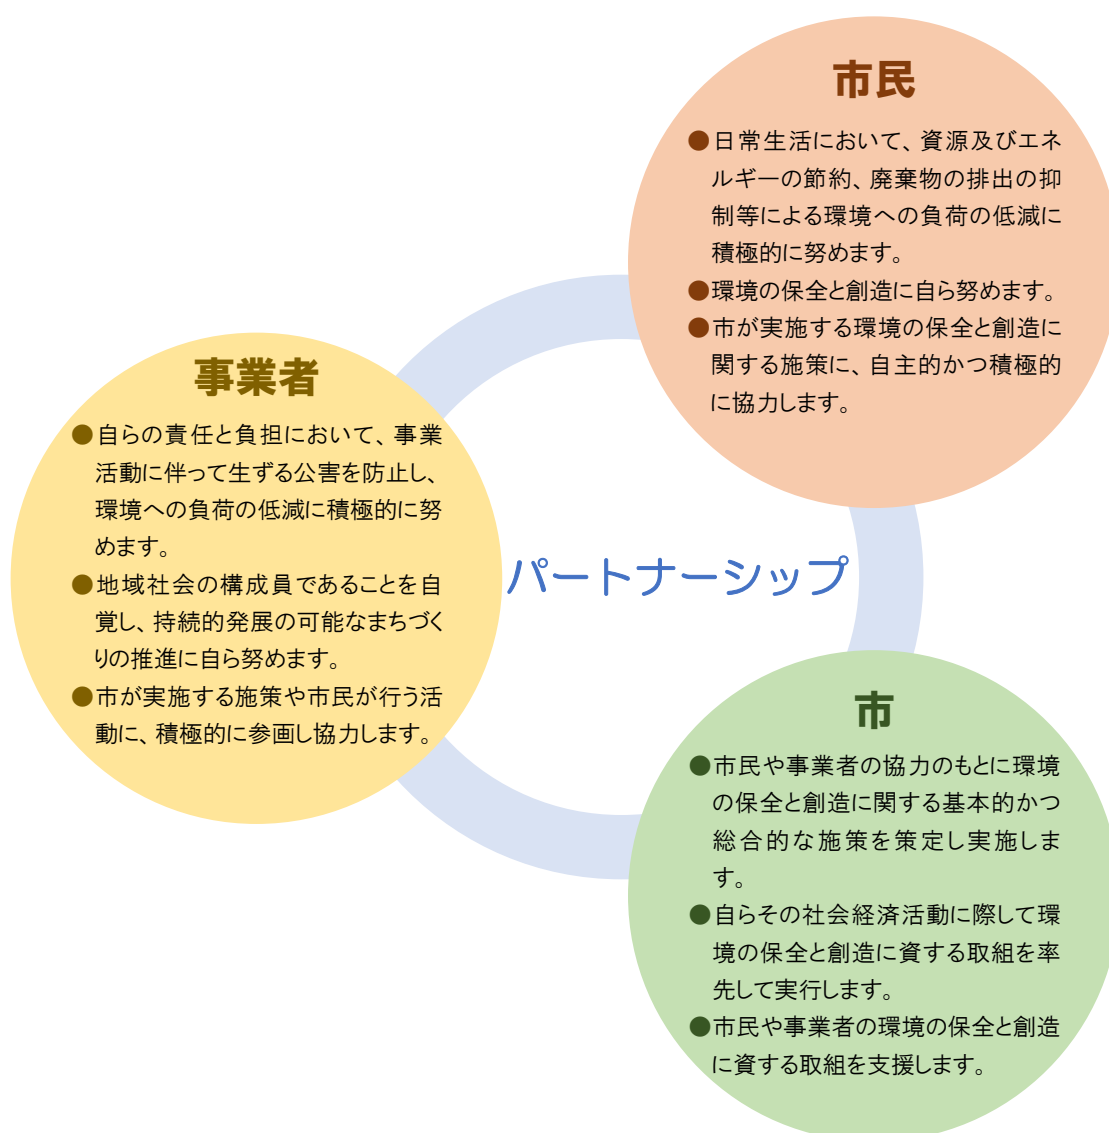 市民
●日常生活において、資源及びエネ
ルギーの節約、廃棄物の排出の抑
制等による環境への負荷の低減に
積極的に努めます。
●環境の保全と創造に自ら努めます。
●市が実施する環境の保全と創造に
関する施策に、自主的かつ積極的
に協力します。
事業者
●自らの責任と負担において、事業
活動に伴って生ずる公害を防止し、
環境への負荷の低減に積極的に努
めます。
●地域社会の構成員であることを自
覚し、持続的発展の可能なまちづく
りの推進に自ら努めます。
●市が実施する施策や市民が行う活
動に、積極的に参画し協力します。
パートナーシップ
市
●市民や事業者の協力のもとに環境
の保全と創造に関する基本的かつ
総合的な施策を策定し実施しま
す。
●自らその社会経済活動に際して環
境の保全と創造に資する取組を率
先して実行します。
●市民や事業者の環境の保全と創造
に資する取組を支援します。